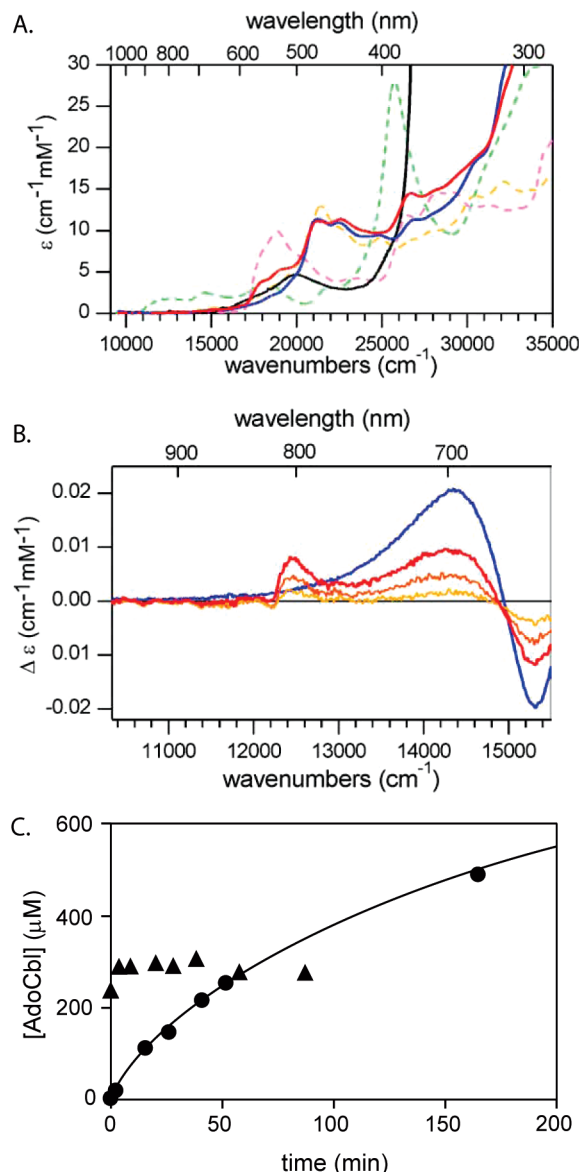 A.
wavelength (nm)
1000 800 600 500 400 300
30
25
20
15
10
5
0
ε (cm-1mM-1)
10000 15000 20000 25000 30000 35000
wavenumbers (cm-1)
B.
wavelength (nm)
900 800 700
0.02
0.01
0.00
0.01
-0.02
Δ ε (cm-1mM-1)
11000 12000 13000 14000 15000
wavenumbers (cm-1)
C.
600
400
200
0
[AdoCbl] (μM)
0 50 100 150 200
time (min)